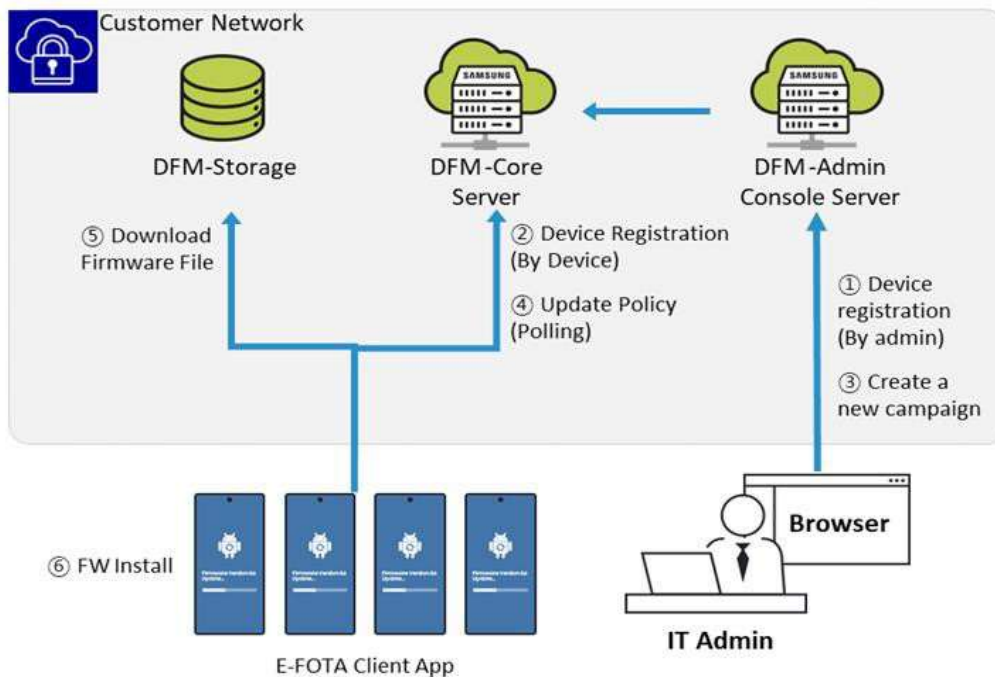 Customer Network
SAMSUNG
SAMSUNG
DFM-Storage
DFM-Core
Server
DFM-Admin
Console Server
⑤ Download
Firmware File
② Device Registration
(By Device)
④ Update Policy
(Polling)
① Device
registration
(By admin)
③ Create a
new campaign
⑥ FW Install
Browser
E-FOTA Client App
IT Admin